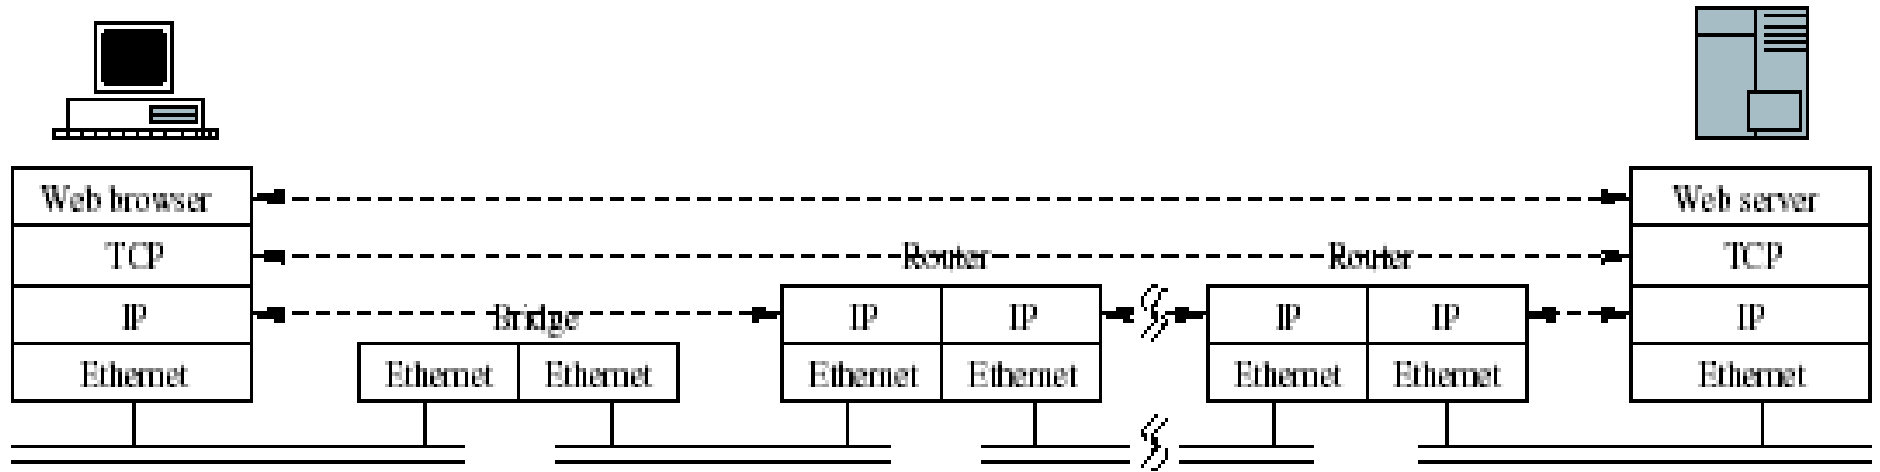 Web browser
Web server
TCP
Router
Router
TCP
IP
Bridge
IP
IP
IP
IP
IP
Ethernet
Ethernet
Ethernet
Ethernet
Ethernet
Ethernet
Ethernet
Ethernet